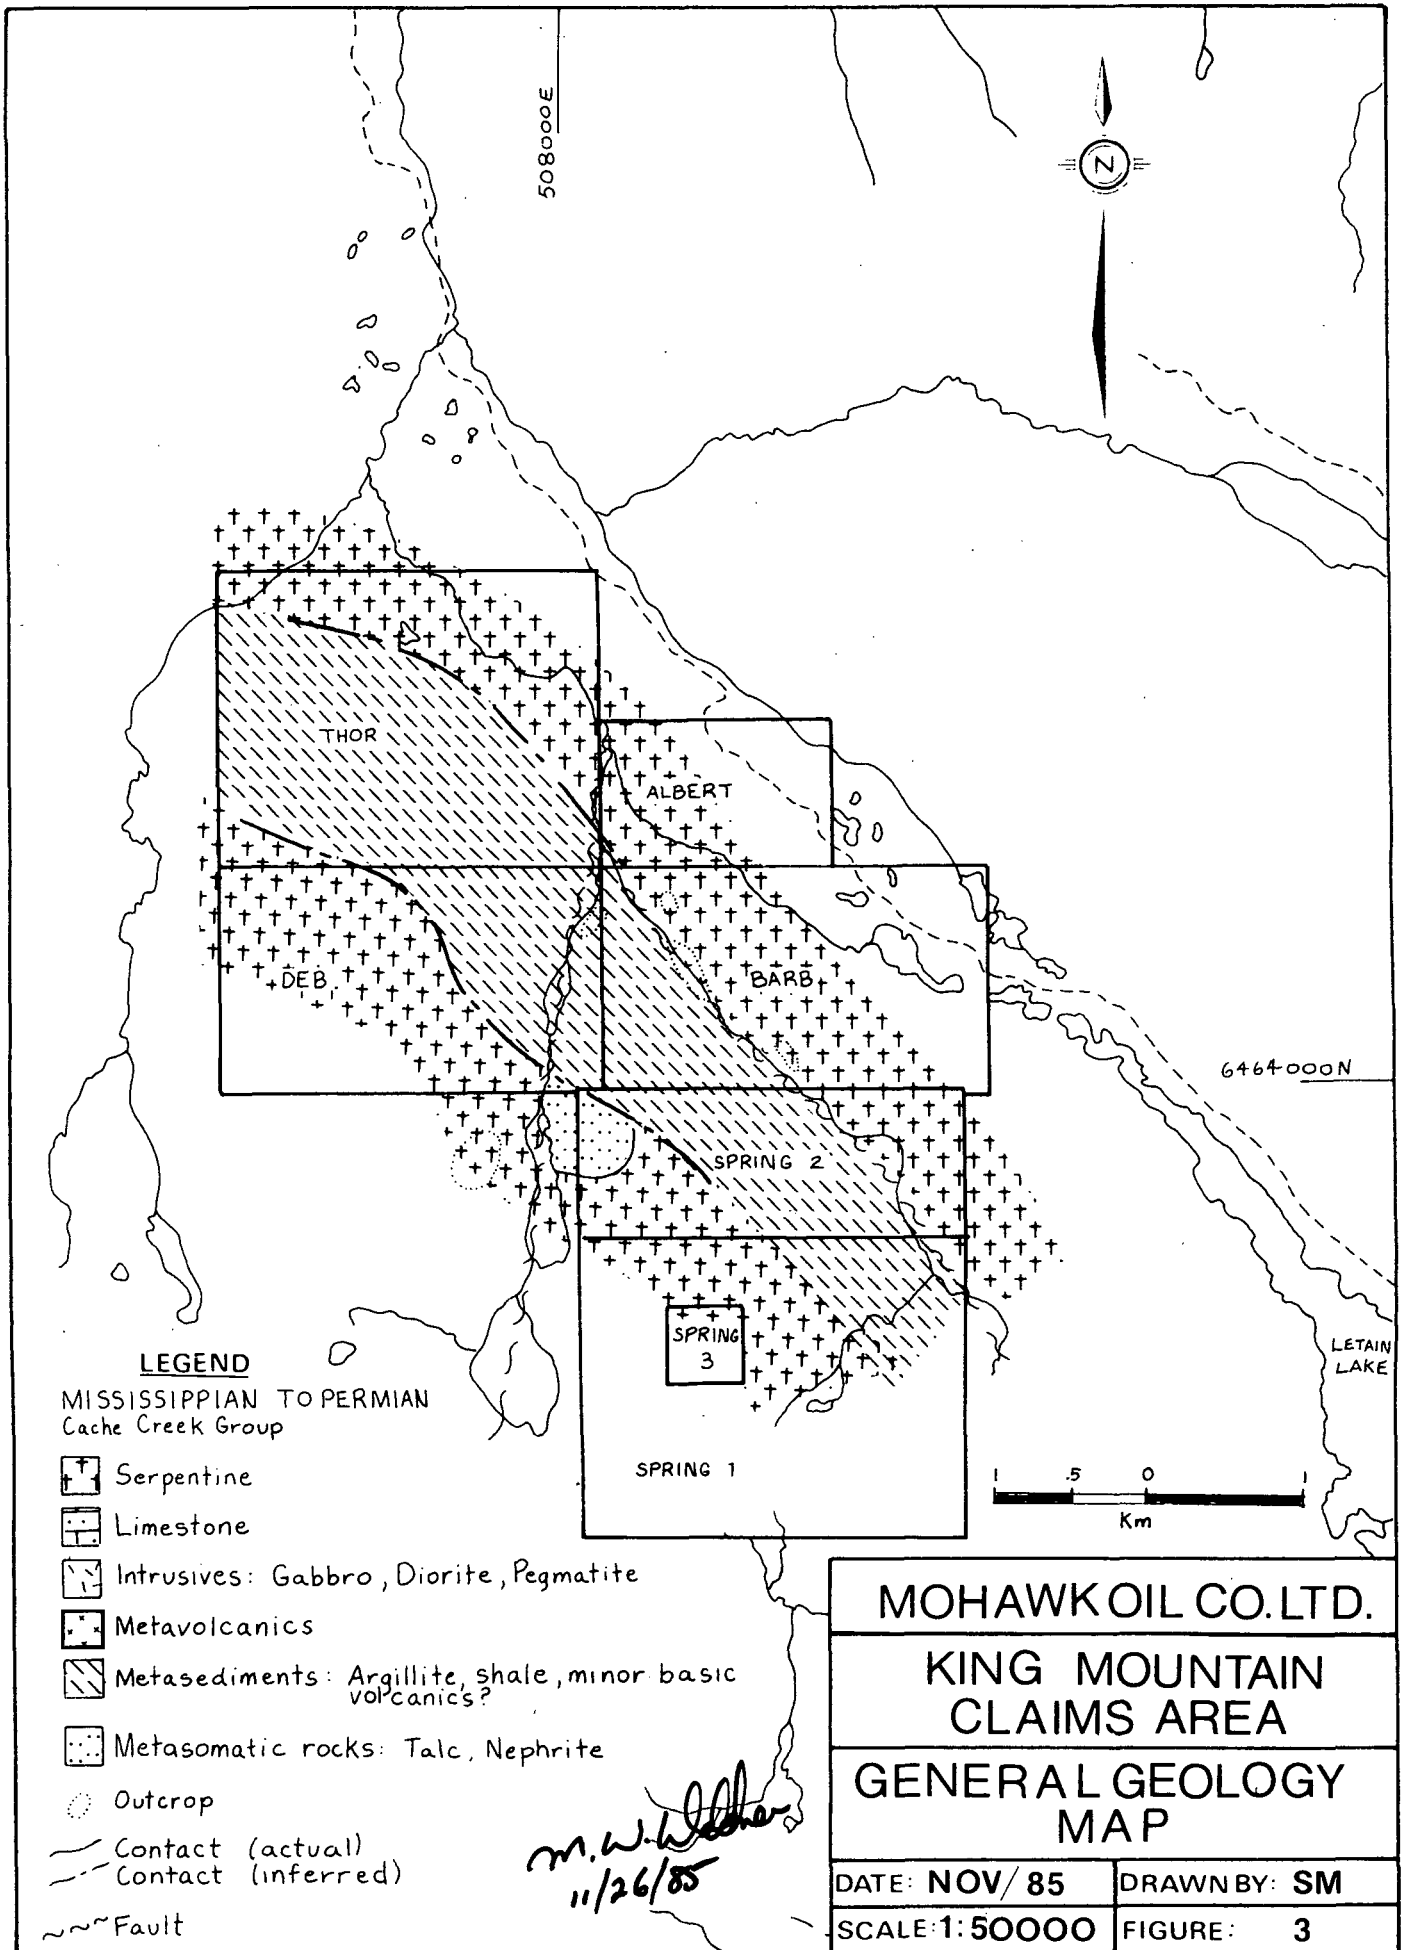 508000E
N
THOR
ALBERT
DEB
BARB
6464000N
SPRING 2
SPRING
3
LETAIN
LAKE
SPRING 1
1 .5 0 1
Km
LEGEND
MISSISSIPPIAN TO PERMIAN
Cache Creek Group
Serpentine
Limestone
Intrusives: Gabbro, Diorite, Pegmatite
Metavolcanics
Metasediments: Argillite, shale, minor basic
volcanics?
Metasomatic rocks: Talc, Nephrite
Outcrop
Contact (actual)
Contact (inferred)
Fault
M. W.
11/26/85
MOHAWK OIL CO. LTD.
KING MOUNTAIN
CLAIMS AREA
GENERAL GEOLOGY
MAP
DATE: NOV/85 DRAWN BY: SM
SCALE: 1:50000 FIGURE: 3